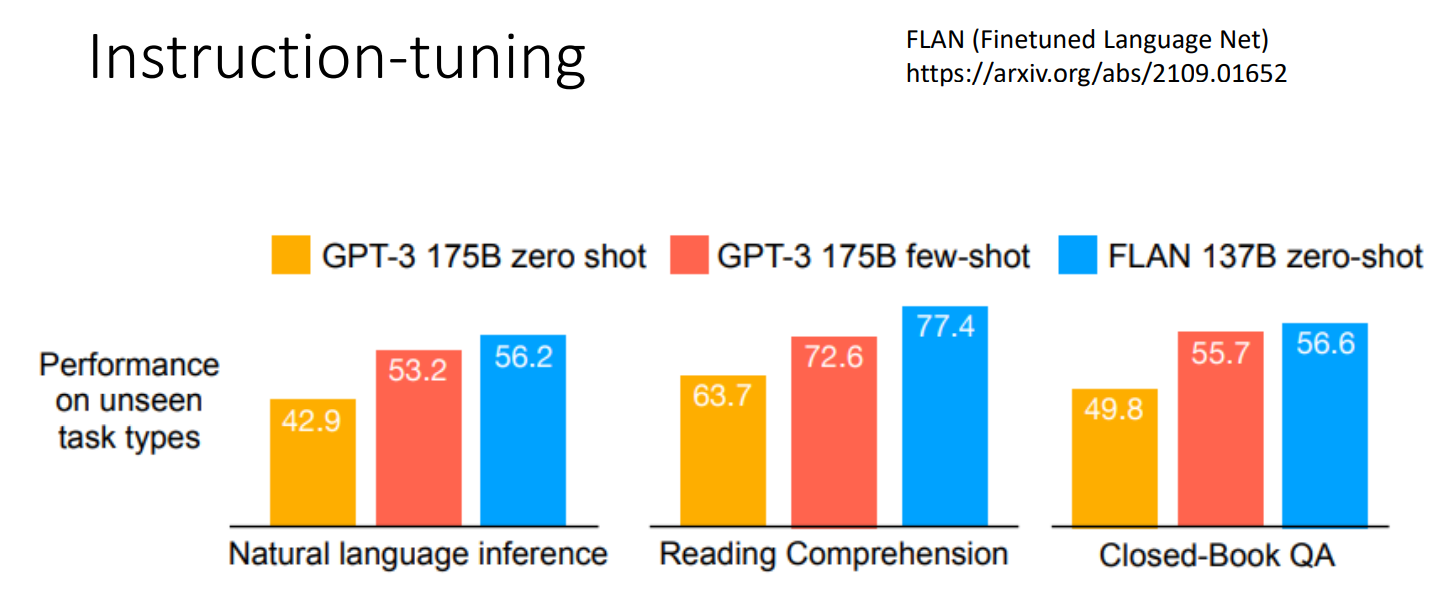 Instruction-tuning
FLAN (Finetuned Language Net)
https://arxiv.org/abs/2109.01652
GPT-3 175B zero shot
GPT-3 175B few-shot
FLAN 137B zero-shot
Performance
on unseen
task types
42.9
53.2
56.2
63.7
72.6
77.4
49.8
55.7
56.6
Natural language inference
Reading Comprehension
Closed-Book QA